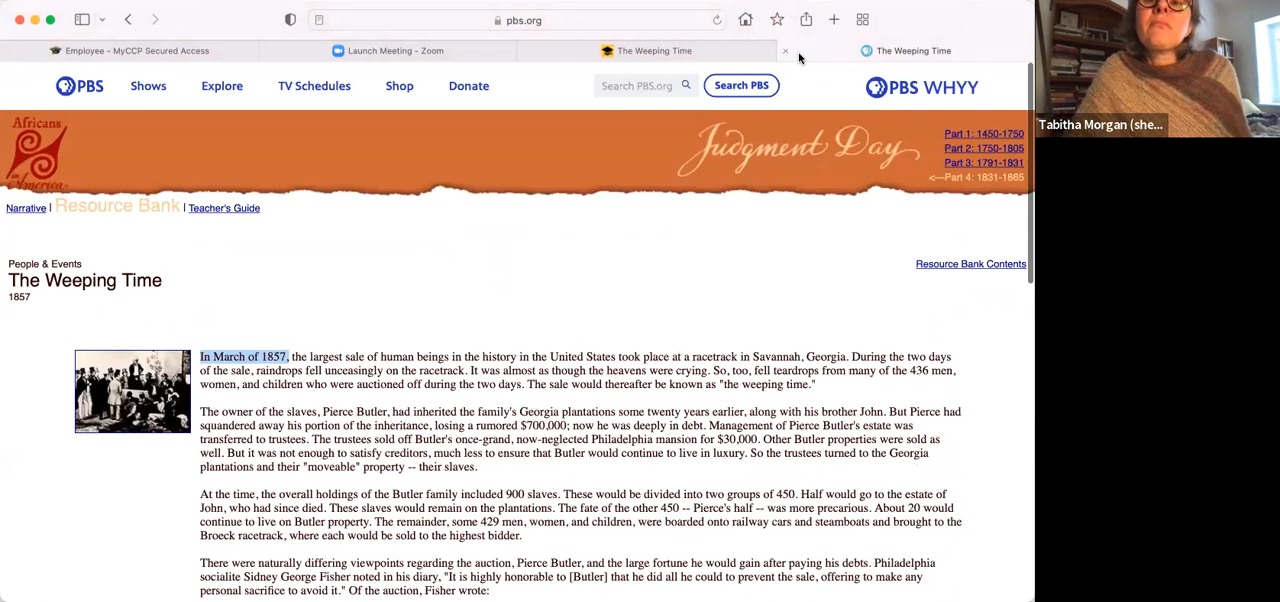 pbs.org
Employee - MyCCP Secured Access
Launch Meeting - Zoom
The Weeping Time
The Weeping Time
PBS
Shows
Explore
TV Schedules
Shop
Donate
Search PBS.org
Search PBS
PBS WHYY
Africans
in
America
Judgment Day
Part 1: 1450-1750
Part 2: 1750-1805
Part 3: 1791-1831
<—Part 4: 1831-1865
Narrative | Resource Bank | Teacher's Guide
People & Events
The Weeping Time
1857
Resource Bank Contents
In March of 1857, the largest sale of human beings in the history in the United States took place at a racetrack in Savannah, Georgia. During the two days
of the sale, raindrops fell unceasingly on the racetrack. It was almost as though the heavens were crying. So, too, fell teardrops from many of the 436 men,
women, and children who were auctioned off during the two days. The sale would thereafter be known as "the weeping time."
The owner of the slaves, Pierce Butler, had inherited the family's Georgia plantations some twenty years earlier, along with his brother John. But Pierce had
squandered away his portion of the inheritance, losing a rumored $700,000; now he was deeply in debt. Management of Pierce Butler's estate was
transferred to trustees. The trustees sold off Butler's once-grand, now-neglected Philadelphia mansion for $30,000. Other Butler properties were sold as
well. But it was not enough to satisfy creditors, much less to ensure that Butler would continue to live in luxury. So the trustees turned to the Georgia
plantations and their "moveable" property -- their slaves.
At the time, the overall holdings of the Butler family included 900 slaves. These would be divided into two groups of 450. Half would go to the estate of
John, who had since died. These slaves would remain on the plantations. The fate of the other 450 -- Pierce's half -- was more precarious. About 20 would
continue to live on Butler property. The remainder, some 429 men, women, and children, were boarded onto railway cars and steamboats and brought to the
Broeck racetrack, where each would be sold to the highest bidder.
There were naturally differing viewpoints regarding the auction, Pierce Butler, and the large fortune he would gain after paying his debts. Philadelphia
socialite Sidney George Fisher noted in his diary, "It is highly honorable to [Butler] that he did all he could to prevent the sale, offering to make any
personal sacrifice to avoid it." Of the auction, Fisher wrote:
Tabitha Morgan (she...